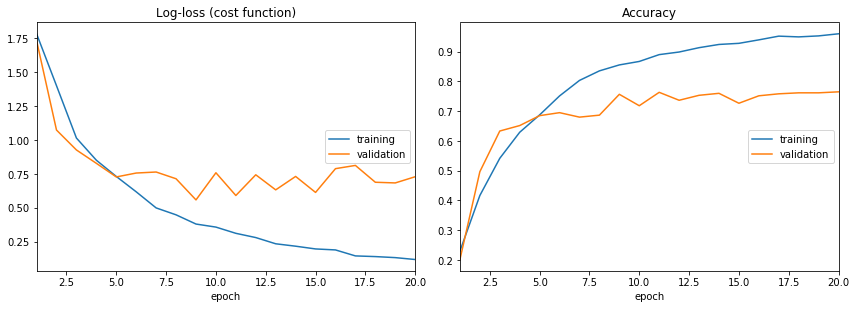 Log-loss (cost function)
1.75
1.50
1.25
1.00
0.75
0.50
0.25
training
validation
2.5 5.0 7.5 10.0 12.5 15.0 17.5 20.0
epoch
Accuracy
0.9
0.8
0.7
0.6
0.5
0.4
0.3
0.2
training
validation
2.5 5.0 7.5 10.0 12.5 15.0 17.5 20.0
epoch